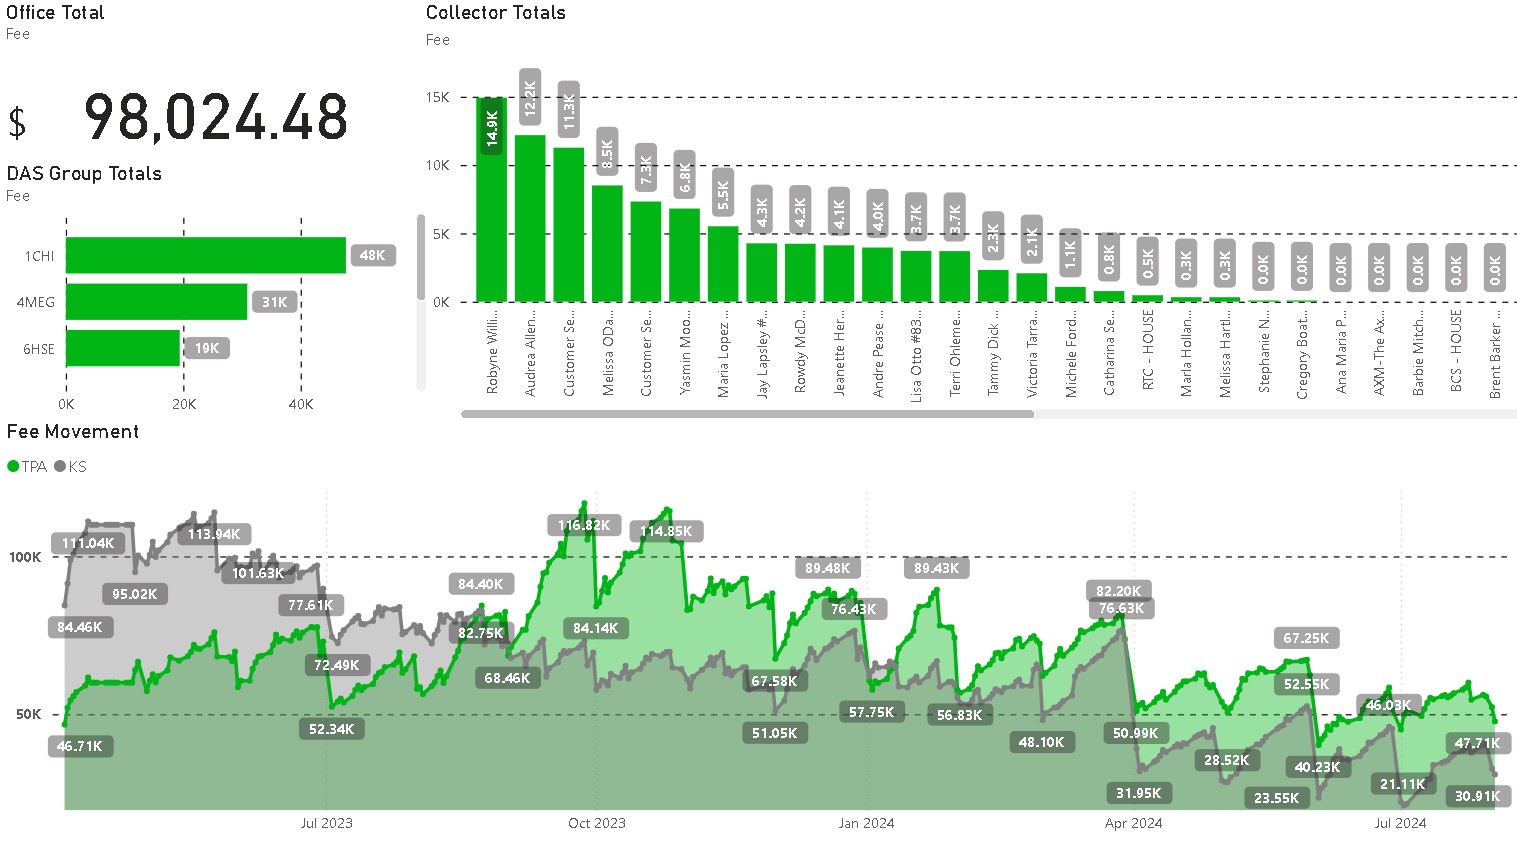 Office Total
Fee
$ 98,024.48
DAS Group Totals
Fee
1CHI 48K
4MEG 31K
6HSE 19K
0K 20K 40K
Collector Totals
Fee
15K
10K
5K
0K
14.9K
12.2K
11.3K
8.5K
7.3K
6.8K
5.5K
4.3K
4.2K
4.1K
4.0K
3.7K
3.7K
2.3K
2.1K
1.1K
0.8K
0.5K
0.3K
0.3K
0.0K
0.0K
0.0K
0.0K
0.0K
0.0K
0.0K
Robyne Willi...
Audrea Allen...
Customer Se...
Melissa ODa...
Customer Se...
Yasmin Moo...
Maria Lopez ...
Jay Lapsley #...
Rowdy McD...
Jeanette Her...
Andre Pease ...
Lisa Otto #83...
Terri Ohleme...
Tammy Dick ...
Victoria Tarra...
Michele Ford...
Catharina Se...
RTC - HOUSE
Marla Hollan...
Melissa Hartl...
Stephanie N...
Gregory Boat...
Ana Maria P...
AXM-The Ax...
Barbie Mitch...
BCS - HOUSE
Brent Barker ...
Fee Movement
TPA KS
100K
50K
111.04K
84.46K
46.71K
95.02K
113.94K
101.63K
77.61K
72.49K
52.34K
84.40K
82.75K
68.46K
116.82K
84.14K
114.85K
67.58K
51.05K
89.48K
76.43K
57.75K
89.43K
56.83K
48.10K
82.20K
76.63K
50.99K
31.95K
28.52K
23.55K
67.25K
52.55K
40.23K
46.03K
21.11K
47.71K
30.91K
Jul 2023 Oct 2023 Jan 2024 Apr 2024 Jul 2024